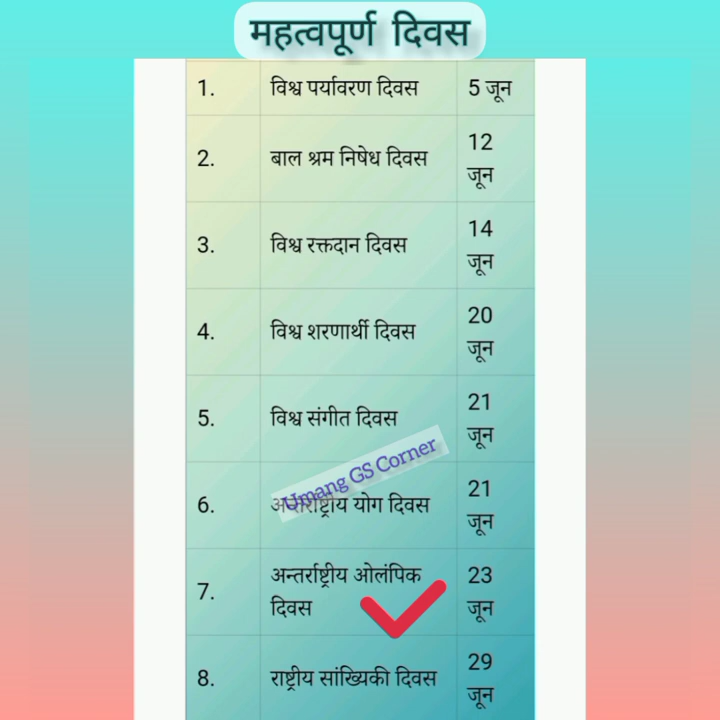 महत्वपूर्ण दिवस
1. विश्व पर्यावरण दिवस 5 जून
2. बाल श्रम निषेध दिवस 12
जून
3. विश्व रक्तदान दिवस 14
जून
4. विश्व शरणार्थी दिवस 20
जून
5. विश्व संगीत दिवस 21
जून
Umang GS Corner
6. योग दिवस 21
जून
7. अन्तर्राष्ट्रीय ओलंपिक 23
दिवस जून
8. राष्ट्रीय सांख्यिकी दिवस 29
जून